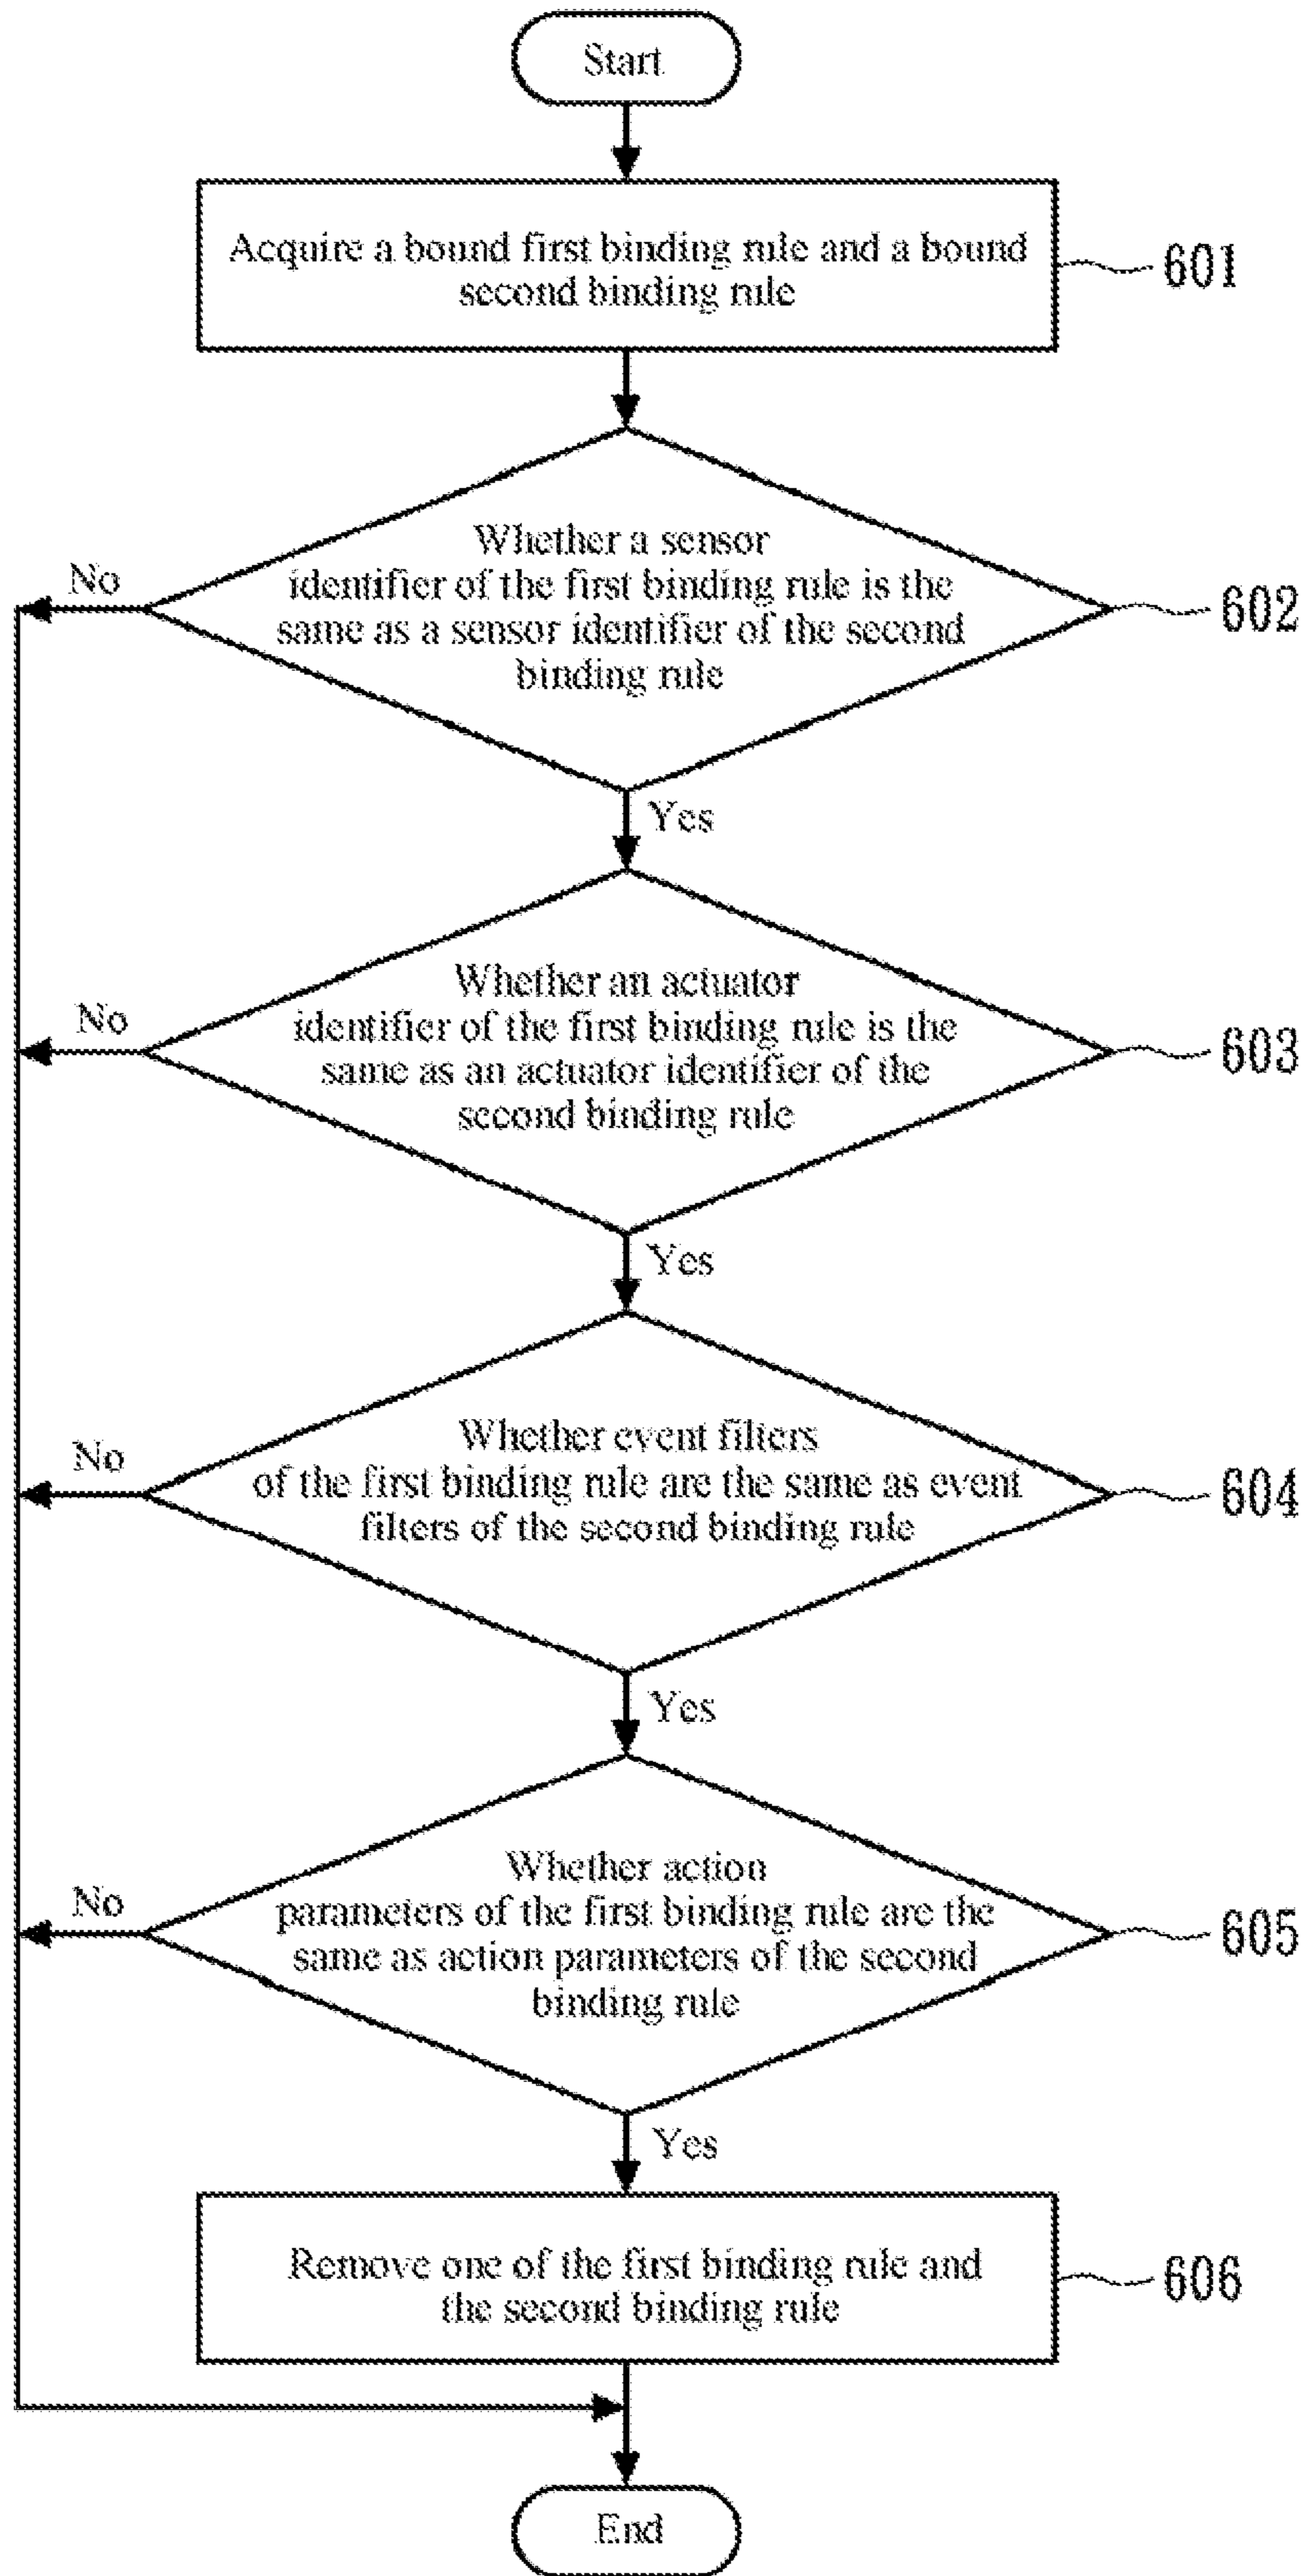 Start
Acquire a bound first binding rule and a bound
second binding rule
601
Whether a sensor
identifier of the first binding rule is the
same as a sensor identifier of the second
binding rule
No
602
Yes
Whether an actuator
identifier of the first binding rule is the
same as an actuator identifier of the
second binding rule
No
603
Yes
Whether event filters
of the first binding rule are the same as event
filters of the second binding rule
No
604
Yes
Whether action
parameters of the first binding rule are the
same as action parameters of the second
binding rule
No
605
Yes
Remove one of the first binding rule and
the second binding rule
606
End